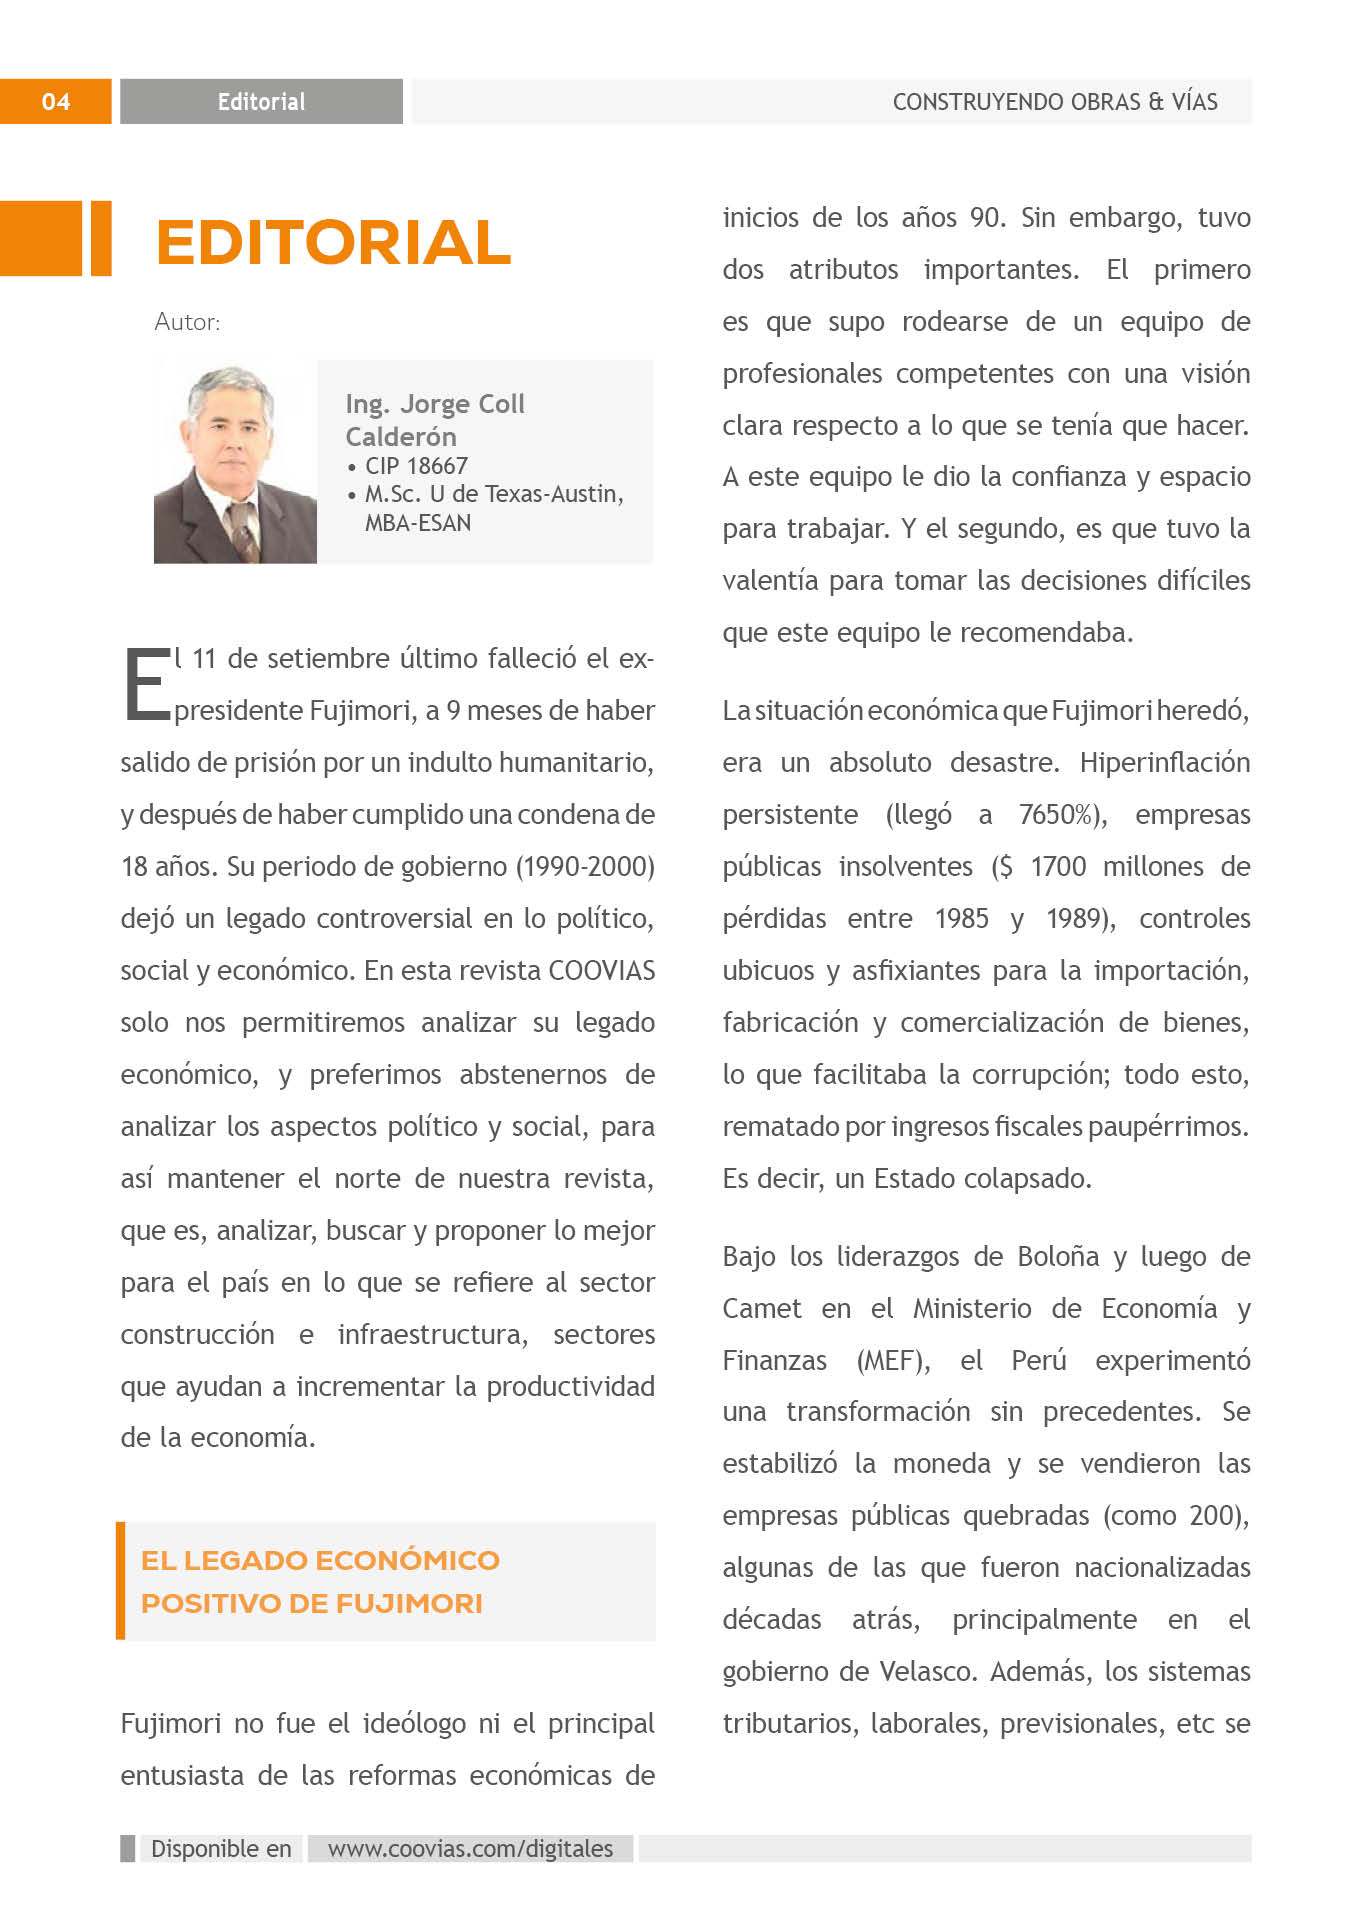 04
Editorial
CONSTRUYENDO OBRAS & VÍAS
EDITORIAL
Autor:
Ing. Jorge Coll
Calderón
• CIP 18667
• M.Sc. U de Texas-Austin,
MBA-ESAN
El 11 de setiembre último falleció el ex-
presidente Fujimori, a 9 meses de haber
salido de prisión por un indulto humanitario,
y después de haber cumplido una condena de
18 años. Su periodo de gobierno (1990-2000)
dejó un legado controversial en lo político,
social y económico. En esta revista COOVIAS
solo nos permitiremos analizar su legado
económico, y preferimos abstenernos de
analizar los aspectos político y social, para
así mantener el norte de nuestra revista,
que es, analizar, buscar y proponer lo mejor
para el país en lo que se refiere al sector
construcción e infraestructura, sectores
que ayudan a incrementar la productividad
de la economía.
EL LEGADO ECONÓMICO
POSITIVO DE FUJIMORI
Fujimori no fue el ideólogo ni el principal
entusiasta de las reformas económicas de
inicios de los años 90. Sin embargo, tuvo
dos atributos importantes. El primero
es que supo rodearse de un equipo de
profesionales competentes con una visión
clara respecto a lo que se tenía que hacer.
A este equipo le dio la confianza y espacio
para trabajar. Y el segundo, es que tuvo la
valentía para tomar las decisiones difíciles
que este equipo le recomendaba.
La situación económica que Fujimori heredó,
era un absoluto desastre. Hiperinflación
persistente (llegó a 7650%), empresas
públicas insolventes ($ 1700 millones de
pérdidas entre 1985 y 1989), controles
ubicuos y asfixiantes para la importación,
fabricación y comercialización de bienes,
lo que facilitaba la corrupción; todo esto,
rematado por ingresos fiscales paupérrimos.
Es decir, un Estado colapsado.
Bajo los liderazgos de Boloña y luego de
Camet en el Ministerio de Economía y
Finanzas (MEF), el Perú experimentó
una transformación sin precedentes. Se
estabilizó la moneda y se vendieron las
empresas públicas quebradas (como 200),
algunas de las que fueron nacionalizadas
décadas atrás, principalmente en el
gobierno de Velasco. Además, los sistemas
tributarios, laborales, previsionales, etc se
Disponible en
www.coovias.com/digitales